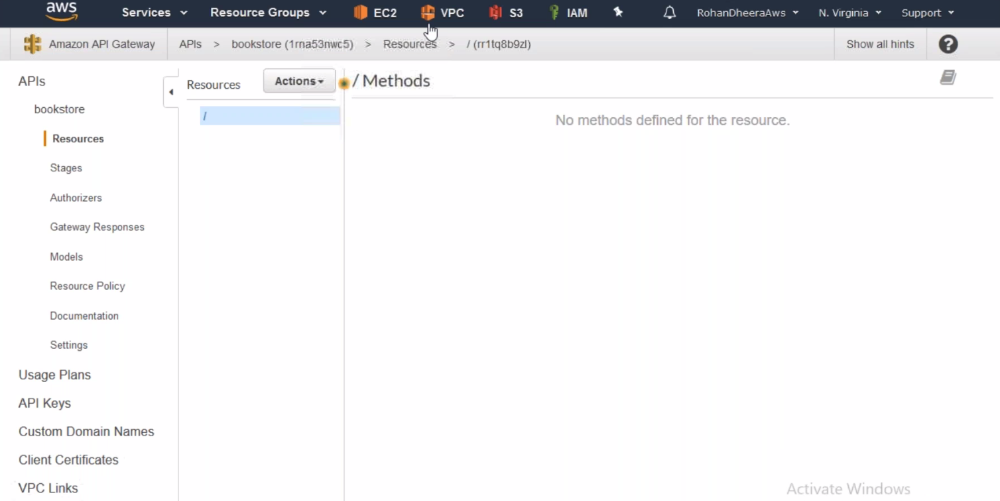 aws Services Resource Groups EC2 VPC S3 IAM RohanDheeraAws N. Virginia Support
Amazon API Gateway APIs > bookstore (1rna53nwc5) > Resources > / (rr1tq8b9zl) Show all hints ?
APIs
bookstore
Resources
Stages
Authorizers
Gateway Responses
Models
Resource Policy
Documentation
Settings
Usage Plans
API Keys
Custom Domain Names
Client Certificates
VPC Links
Resources Actions
/
/ Methods
No methods defined for the resource.
Activate Windows